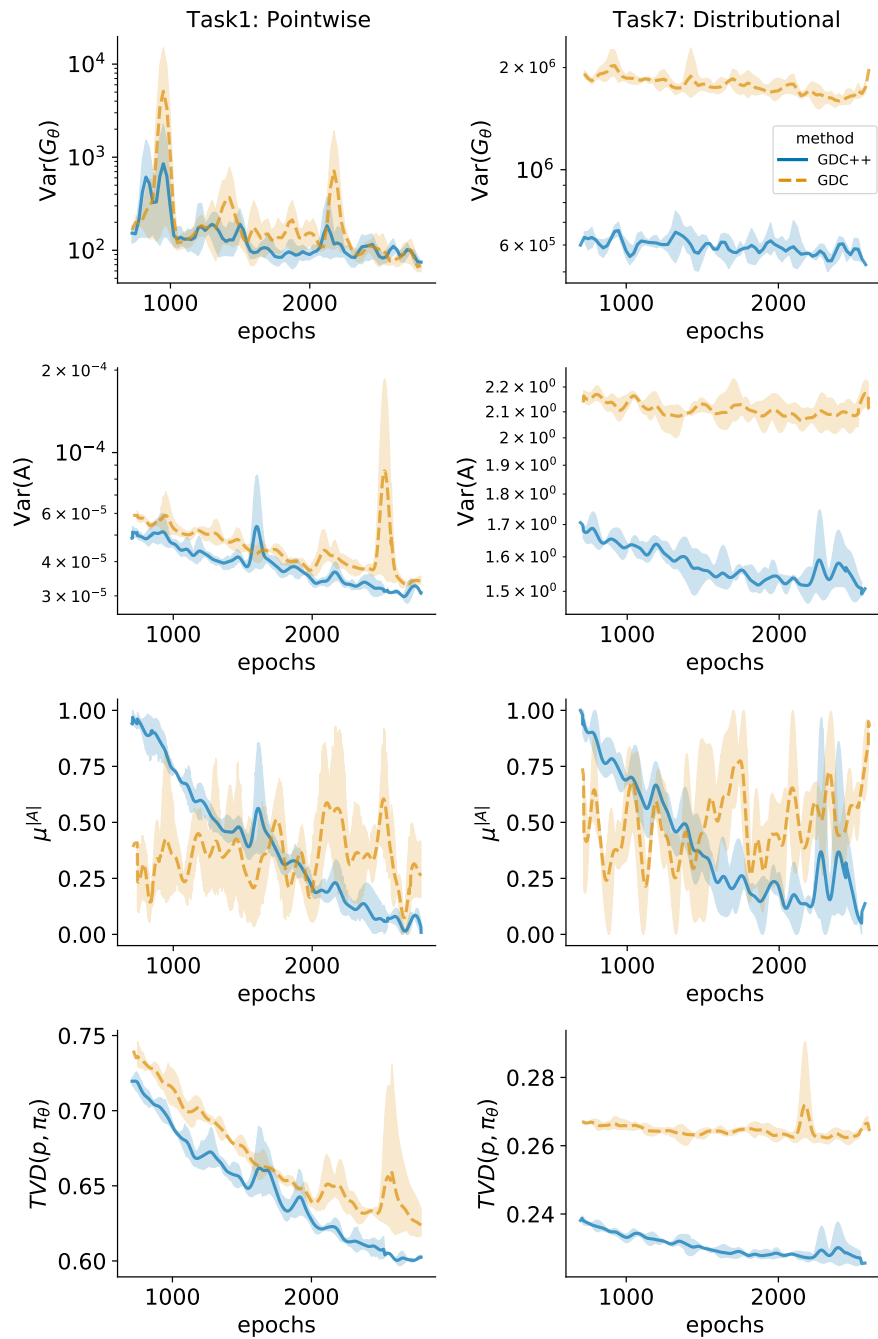 Task1: Pointwise
Task7: Distributional
Var(G_θ)
10^4
10^3
10^2
1000
2000
epochs
Var(G_θ)
2 × 10^6
10^6
6 × 10^5
method
GDC++
GDC
1000
2000
epochs
Var(A)
2 × 10^−4
10^−4
6 × 10^−5
4 × 10^−5
3 × 10^−5
1000
2000
epochs
Var(A)
2.2 × 10^0
2.1 × 10^0
2 × 10^0
1.9 × 10^0
1.8 × 10^0
1.7 × 10^0
1.6 × 10^0
1.5 × 10^0
1000
2000
epochs
μ^|A|
1.00
0.75
0.50
0.25
0.00
1000
2000
epochs
μ^|A|
1.00
0.75
0.50
0.25
0.00
1000
2000
epochs
TVD(p, π_θ)
0.75
0.70
0.65
0.60
1000
2000
epochs
TVD(p, π_θ)
0.28
0.26
0.24
1000
2000
epochs